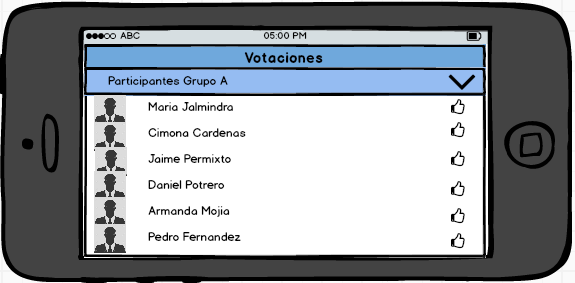 ABC
05:00 PM
Votaciones
Participantes Grupo A
Maria Jalmindra
Cimona Cardenas
Jaime Permixto
Daniel Potrero
Armanda Mojia
Pedro Fernandez